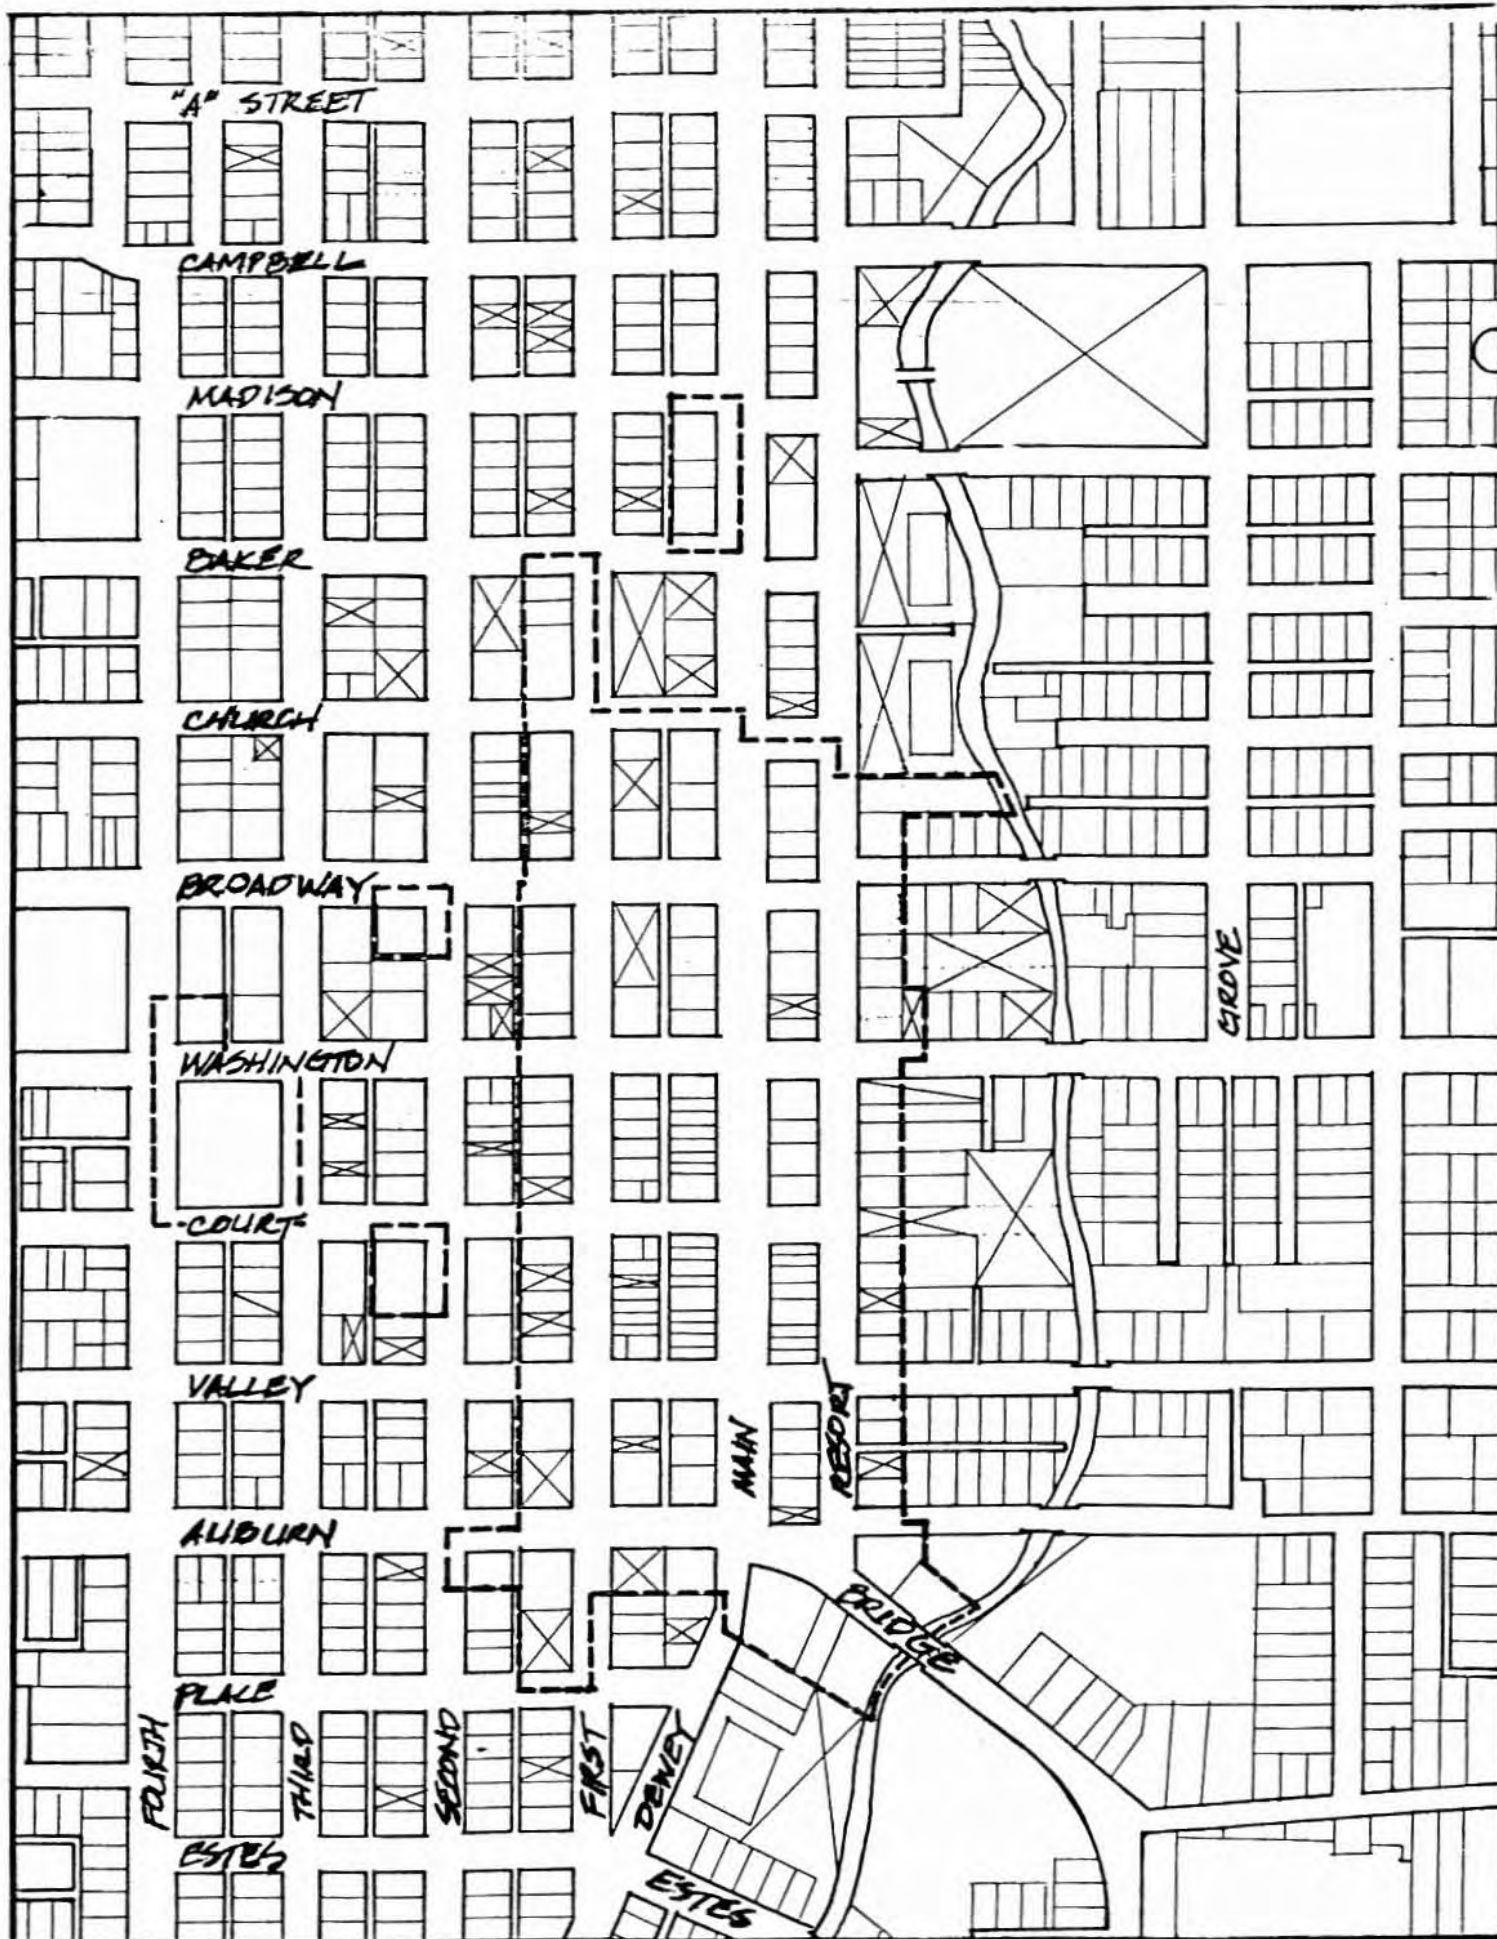 "A" STREET
CAMPBELL
MADISON
BAKER
CHURCH
BROADWAY
GROVE
WASHINGTON
COURT
VALLEY
MAIN
RESORT
AUBURN
BRIDGE
PLACE
FOURTH
THIRD
SECOND
FIRST
DEWEY
ESTES
ESTES